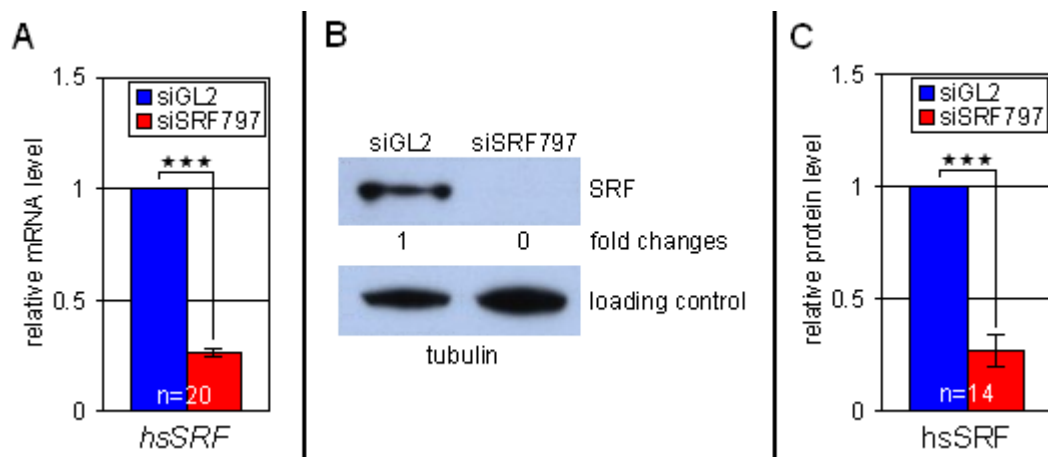 A
1.5
siGL2
siSRF797
★★★
1
relative mRNA level
0.5
n=20
0
hsSRF
B
siGL2 siSRF797
SRF
1 0 fold changes
loading control
tubulin
C
1.5
siGL2
siSRF797
★★★
1
relative protein level
0.5
n=14
0
hsSRF